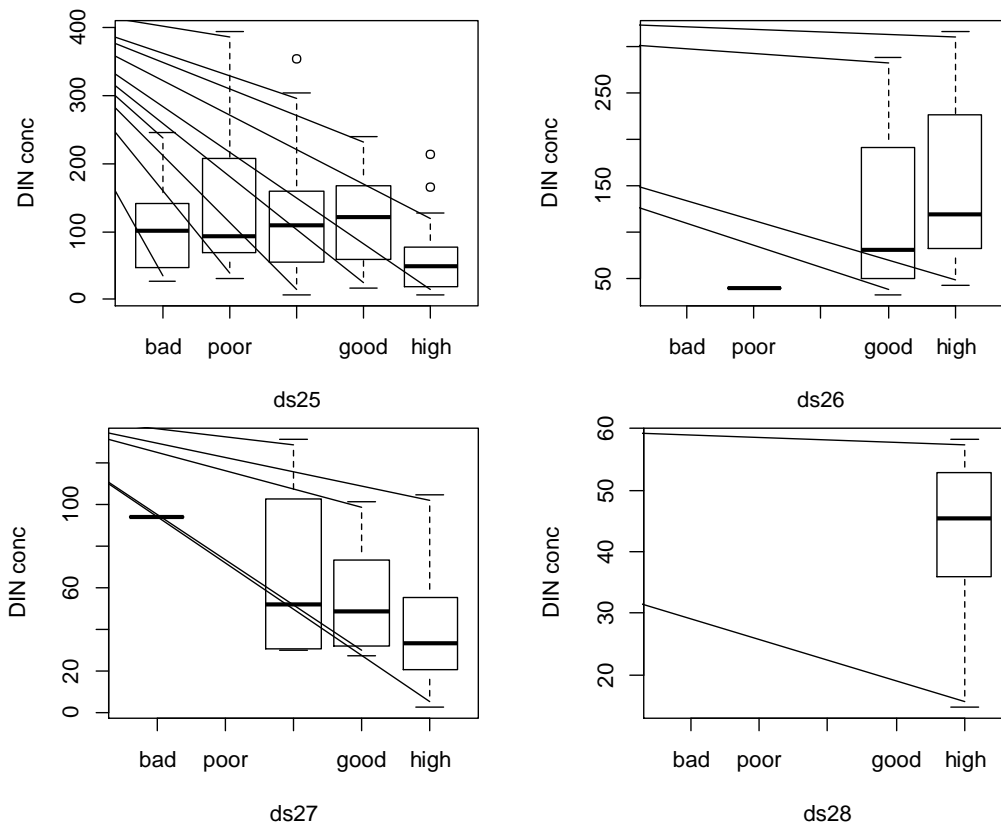 DIN conc
0 100 200 300 400
bad poor good high
ds25
DIN conc
50 150 250
bad poor good high
ds26
DIN conc
0 20 60 100
bad poor good high
ds27
DIN conc
20 30 40 50 60
bad poor good high
ds28